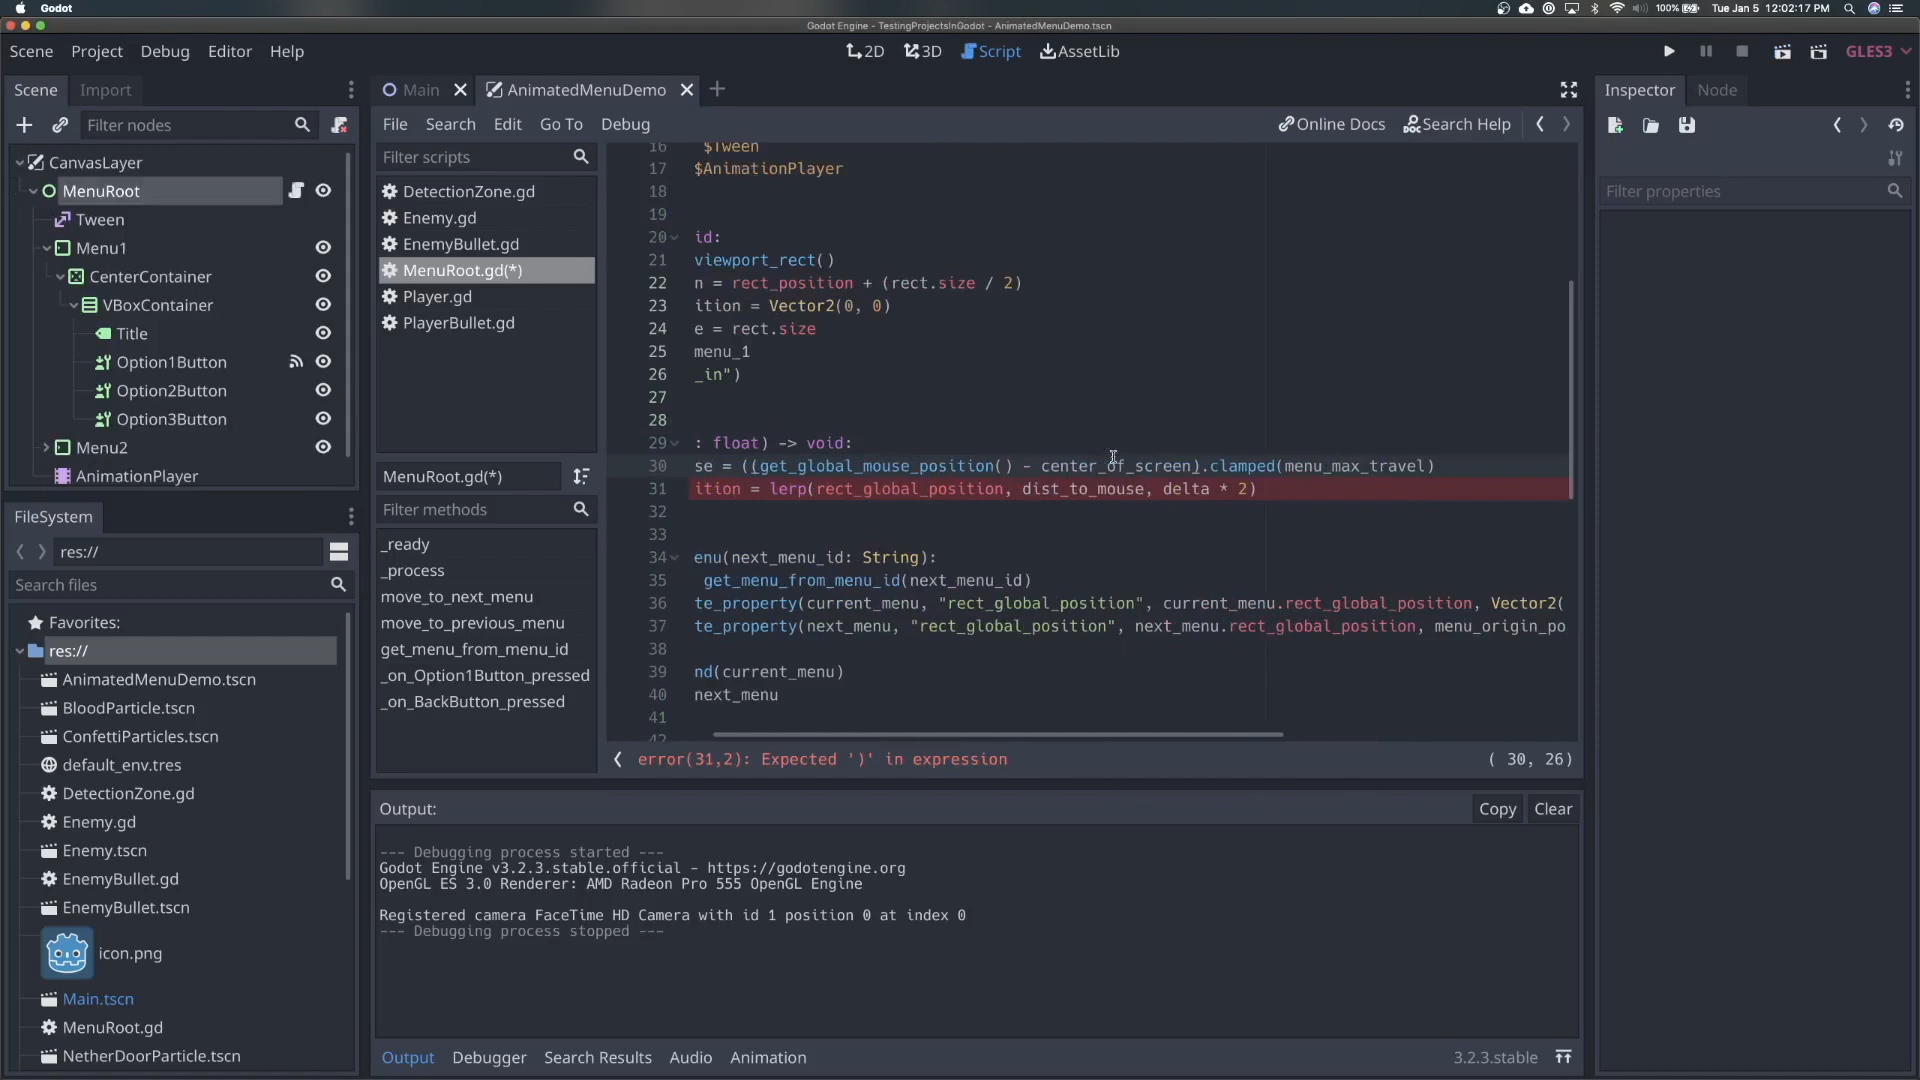 Godot
100%
Tue Jan 5 12:02:17 PM
Godot Engine - TestingProjectsInGodot - AnimatedMenuDemo.tscn
Scene Project Debug Editor Help
2D 3D Script AssetLib
GLES3
Scene Import
Filter nodes
CanvasLayer
MenuRoot
Tween
Menu1
CenterContainer
VBoxContainer
Title
Option1Button
Option2Button
Option3Button
Menu2
AnimationPlayer
FileSystem
res://
Search files
Favorites:
res://
AnimatedMenuDemo.tscn
BloodParticle.tscn
ConfettiParticles.tscn
default_env.tres
DetectionZone.gd
Enemy.gd
Enemy.tscn
EnemyBullet.gd
EnemyBullet.tscn
icon.png
Main.tscn
MenuRoot.gd
NetherDoorParticle.tscn
Main AnimatedMenuDemo
File Search Edit Go To Debug
Online Docs Search Help
Filter scripts
DetectionZone.gd
Enemy.gd
EnemyBullet.gd
MenuRoot.gd(*)
Player.gd
PlayerBullet.gd
MenuRoot.gd(*)
Filter methods
_ready
_process
move_to_next_menu
move_to_previous_menu
get_menu_from_menu_id
_on_Option1Button_pressed
_on_BackButton_pressed
16 $Tween
17 $AnimationPlayer
18
19
20 id:
21 viewport_rect()
22 n = rect_position + (rect.size / 2)
23 ition = Vector2(0, 0)
24 e = rect.size
25 menu_1
26 _in")
27
28
29 : float) -> void:
30 se = ((get_global_mouse_position() - center_of_screen).clamped(menu_max_travel)
31 ition = lerp(rect_global_position, dist_to_mouse, delta * 2)
32
33
34 enu(next_menu_id: String):
35 get_menu_from_menu_id(next_menu_id)
36 te_property(current_menu, "rect_global_position", current_menu.rect_global_position, Vector2(
37 te_property(next_menu, "rect_global_position", next_menu.rect_global_position, menu_origin_po
38
39 nd(current_menu)
40 next_menu
41
42
error(31,2): Expected ')' in expression
( 30, 26)
Output:
Copy Clear
--- Debugging process started ---
Godot Engine v3.2.3.stable.official - https://godotengine.org
OpenGL ES 3.0 Renderer: AMD Radeon Pro 555 OpenGL Engine
Registered camera FaceTime HD Camera with id 1 position 0 at index 0
--- Debugging process stopped ---
Output Debugger Search Results Audio Animation
3.2.3.stable
Inspector Node
Filter properties